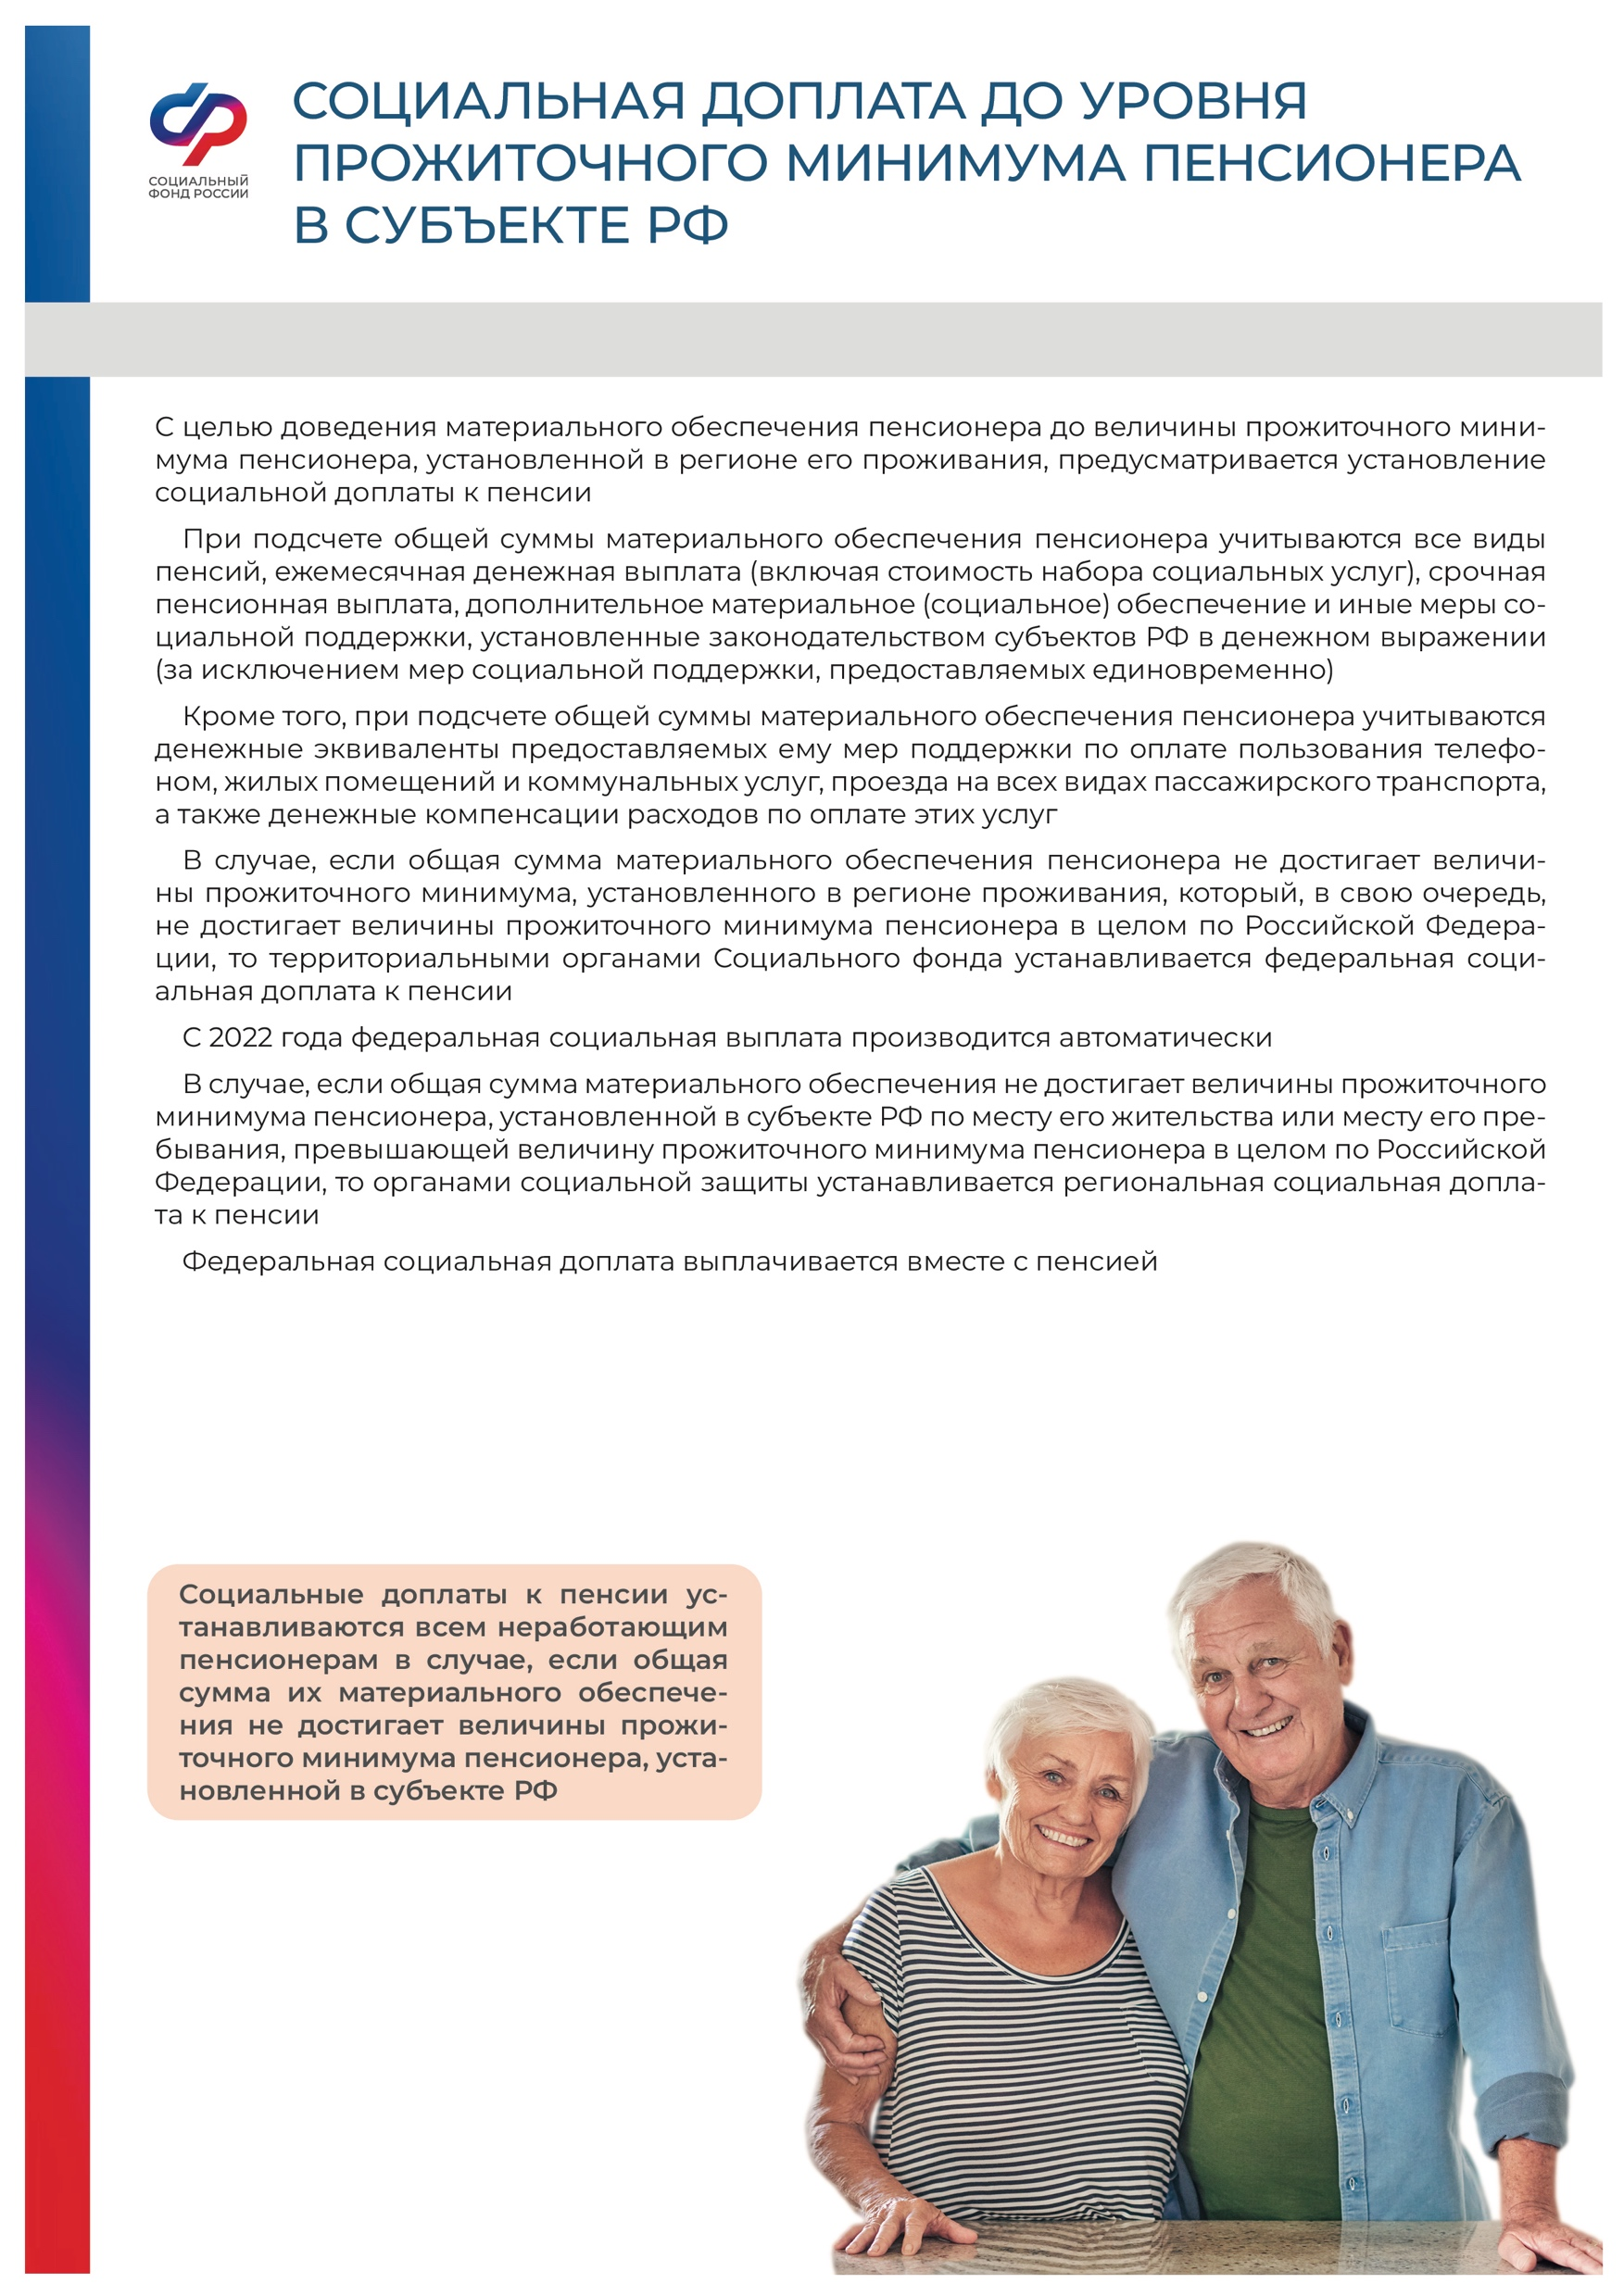 СОЦИАЛЬНЫЙ
ФОНД РОССИИ
СОЦИАЛЬНАЯ ДОПЛАТА ДО УРОВНЯ
ПРОЖИТОЧНОГО МИНИМУМА ПЕНСИОНЕРА
В СУБЪЕКТЕ РФ
С целью доведения материального обеспечения пенсионера до величины прожиточного мини-
мума пенсионера, установленной в регионе его проживания, предусматривается установление
социальной доплаты к пенсии
При подсчете общей суммы материального обеспечения пенсионера учитываются все виды
пенсий, ежемесячная денежная выплата (включая стоимость набора социальных услуг), срочная
пенсионная выплата, дополнительное материальное (социальное) обеспечение и иные меры со-
циальной поддержки, установленные законодательством субъектов РФ в денежном выражении
(за исключением мер социальной поддержки, предоставляемых единовременно)
Кроме того, при подсчете общей суммы материального обеспечения пенсионера учитываются
денежные эквиваленты предоставляемых ему мер поддержки по оплате пользования телефо-
ном, жилых помещений и коммунальных услуг, проезда на всех видах пассажирского транспорта,
а также денежные компенсации расходов по оплате этих услуг
В случае, если общая сумма материального обеспечения пенсионера не достигает величи-
ны прожиточного минимума, установленного в регионе проживания, который, в свою очередь,
не достигает величины прожиточного минимума пенсионера в целом по Российской Федера-
ции, то территориальными органами Социального фонда устанавливается федеральная соци-
альная доплата к пенсии
С 2022 года федеральная социальная выплата производится автоматически
В случае, если общая сумма материального обеспечения не достигает величины прожиточного
минимума пенсионера, установленной в субъекте РФ по месту его жительства или месту его пре-
бывания, превышающей величину прожиточного минимума пенсионера в целом по Российской
Федерации, то органами социальной защиты устанавливается региональная социальная допла-
та к пенсии
Федеральная социальная доплата выплачивается вместе с пенсией
Социальные доплаты к пенсии ус-
танавливаются всем неработающим
пенсионерам в случае, если общая
сумма их материального обеспече-
ния не достигает величины прожи-
точного минимума пенсионера, уста-
новленной в субъекте РФ